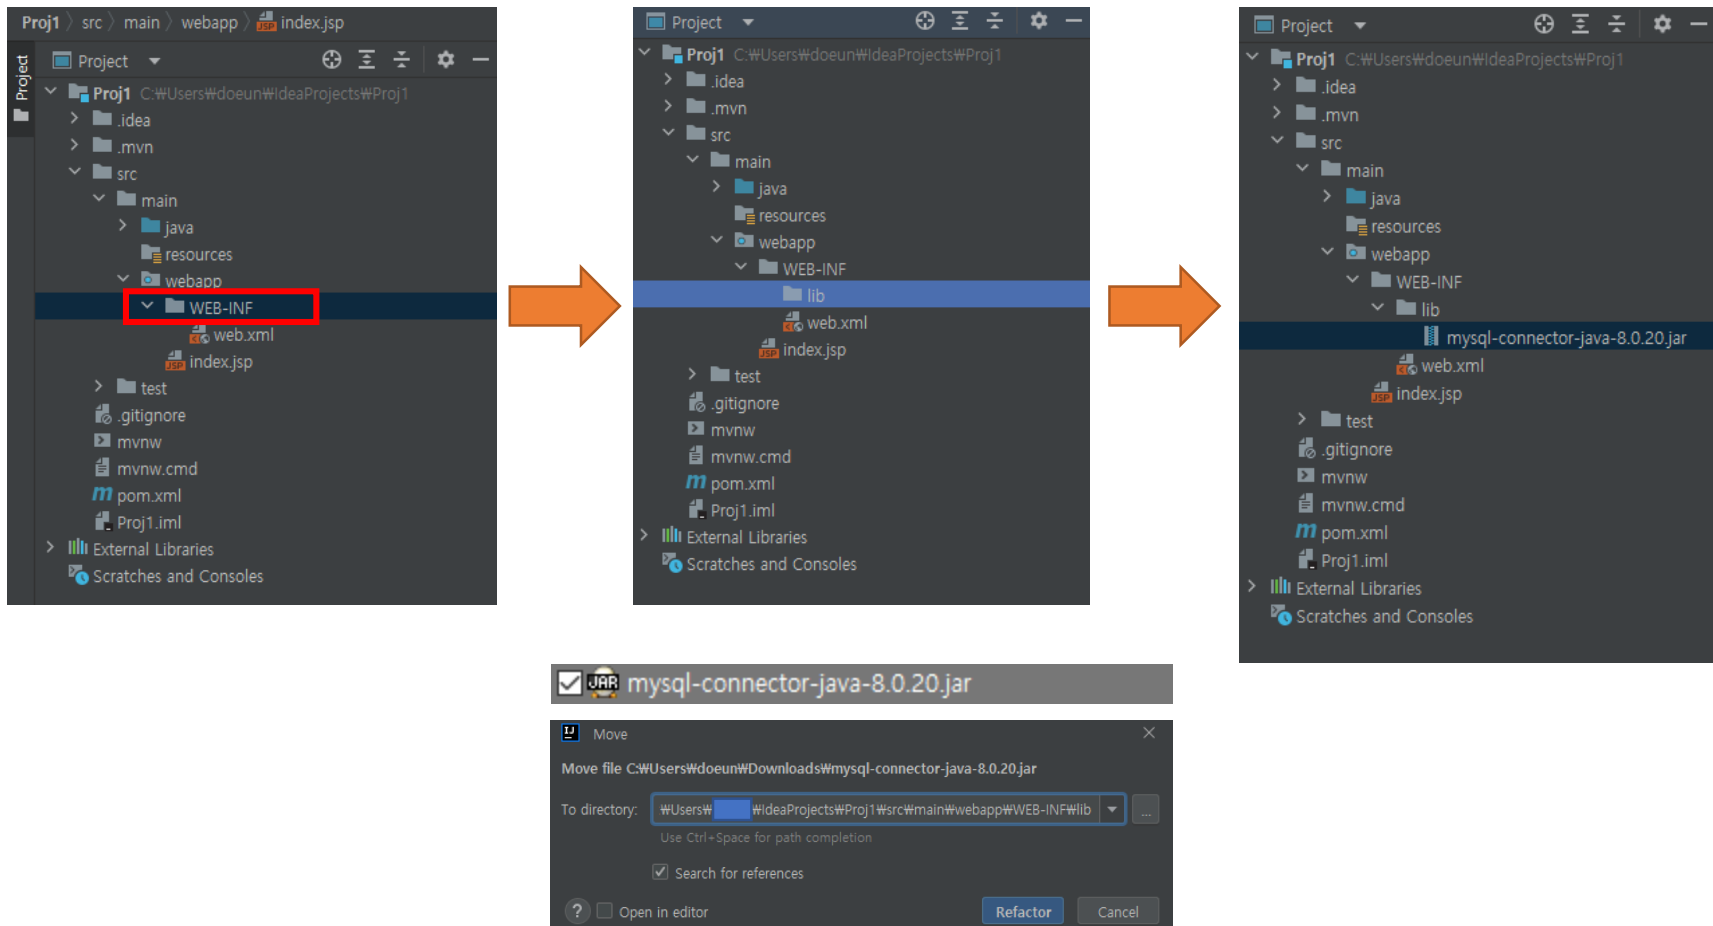 Proj1 〉 src 〉 main 〉 webapp 〉 index.jsp
Project
Project
Proj1 C:₩Users₩doeun₩IdeaProjects₩Proj1
.idea
.mvn
src
main
java
resources
webapp
WEB-INF
web.xml
index.jsp
test
.gitignore
mvnw
mvnw.cmd
pom.xml
Proj1.iml
External Libraries
Scratches and Consoles
Project
Proj1 C:₩Users₩doeun₩IdeaProjects₩Proj1
.idea
.mvn
src
main
java
resources
webapp
WEB-INF
lib
web.xml
index.jsp
test
.gitignore
mvnw
mvnw.cmd
pom.xml
Proj1.iml
External Libraries
Scratches and Consoles
Project
Proj1 C:₩Users₩doeun₩IdeaProjects₩Proj1
.idea
.mvn
src
main
java
resources
webapp
WEB-INF
lib
mysql-connector-java-8.0.20.jar
web.xml
index.jsp
test
.gitignore
mvnw
mvnw.cmd
pom.xml
Proj1.iml
External Libraries
Scratches and Consoles
JAR mysql-connector-java-8.0.20.jar
Move
Move file C:₩Users₩doeun₩Downloads₩mysql-connector-java-8.0.20.jar
To directory: ₩Users₩ ₩IdeaProjects₩Proj1₩src₩main₩webapp₩WEB-INF₩lib ...
Use Ctrl+Space for path completion
Search for references
? Open in editor Refactor Cancel